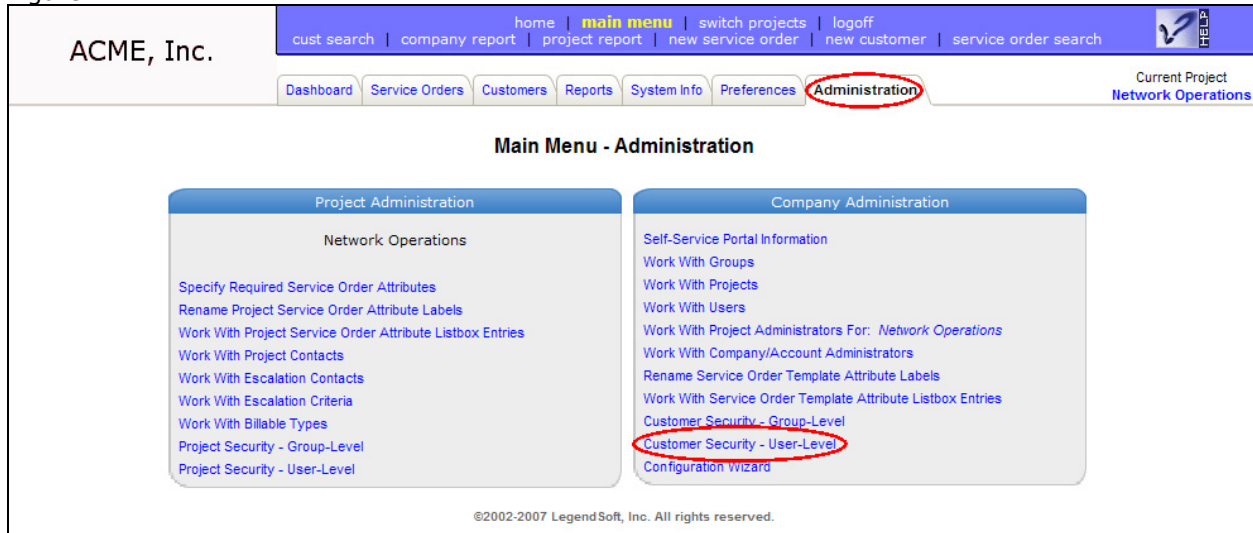 home | main menu | switch projects | logoff
cust search | company report | project report | new service order | new customer | service order search
HELP
ACME, Inc.
Dashboard Service Orders Customers Reports System Info Preferences Administration
Current Project
Network Operations
Main Menu - Administration
Project Administration
Network Operations
Specify Required Service Order Attributes
Rename Project Service Order Attribute Labels
Work With Project Service Order Attribute Listbox Entries
Work With Project Contacts
Work With Escalation Contacts
Work With Escalation Criteria
Work With Billable Types
Project Security - Group-Level
Project Security - User-Level
Company Administration
Self-Service Portal Information
Work With Groups
Work With Projects
Work With Users
Work With Project Administrators For: Network Operations
Work With Company/Account Administrators
Rename Service Order Template Attribute Labels
Work With Service Order Template Attribute Listbox Entries
Customer Security - Group-Level
Customer Security - User-Level
Configuration Wizard
©2002-2007 LegendSoft, Inc. All rights reserved.